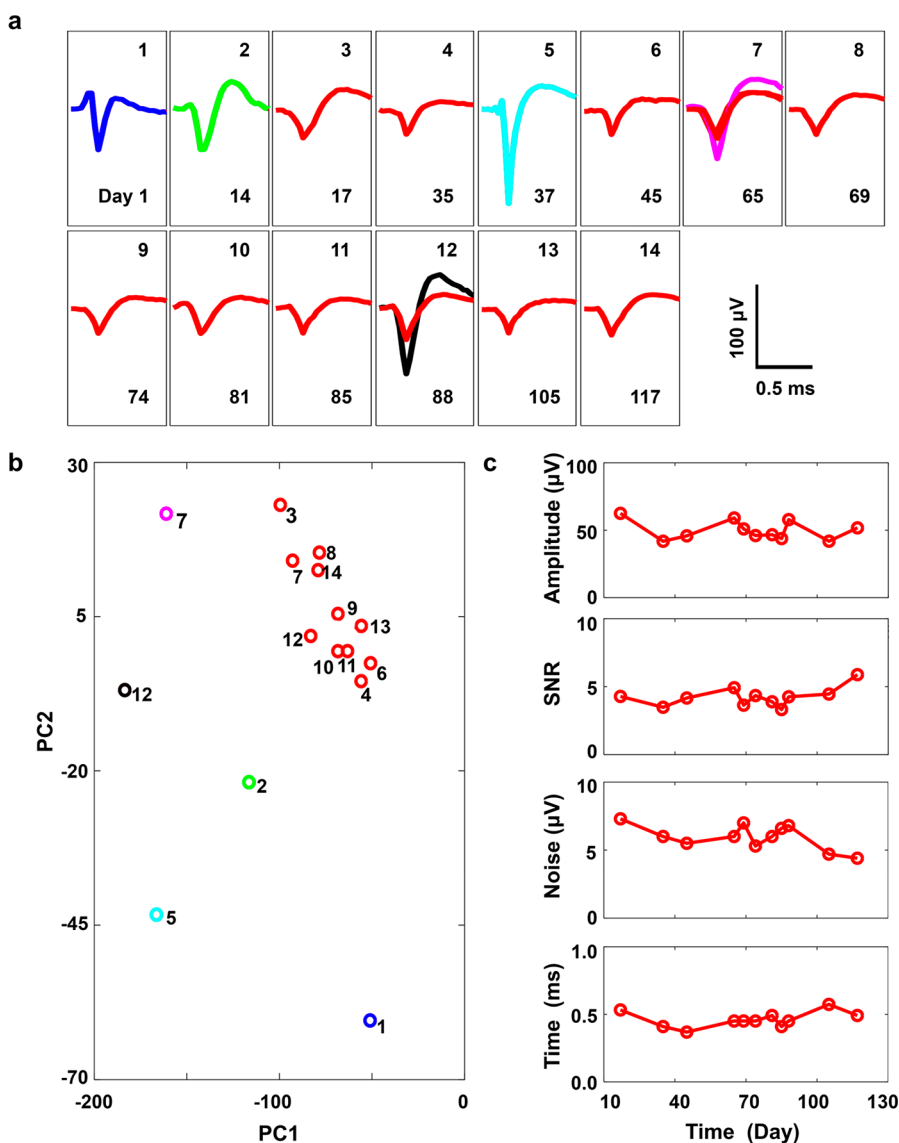 a
1 2 3 4 5 6 7 8
Day 1 14 17 35 37 45 65 69
9 10 11 12 13 14
74 81 85 88 105 117
100 µV
0.5 ms
b
30
5
-20
-45
-70
PC2
7
3
8
7
14
9
13
12
10
11
6
4
12
2
5
1
-200 -100 0
PC1
c
100
50
0
Amplitude (µV)
10
5
0
SNR
10
5
0
Noise (µV)
1.0
0.5
0.0
Time (ms)
10 40 70 100 130
Time (Day)